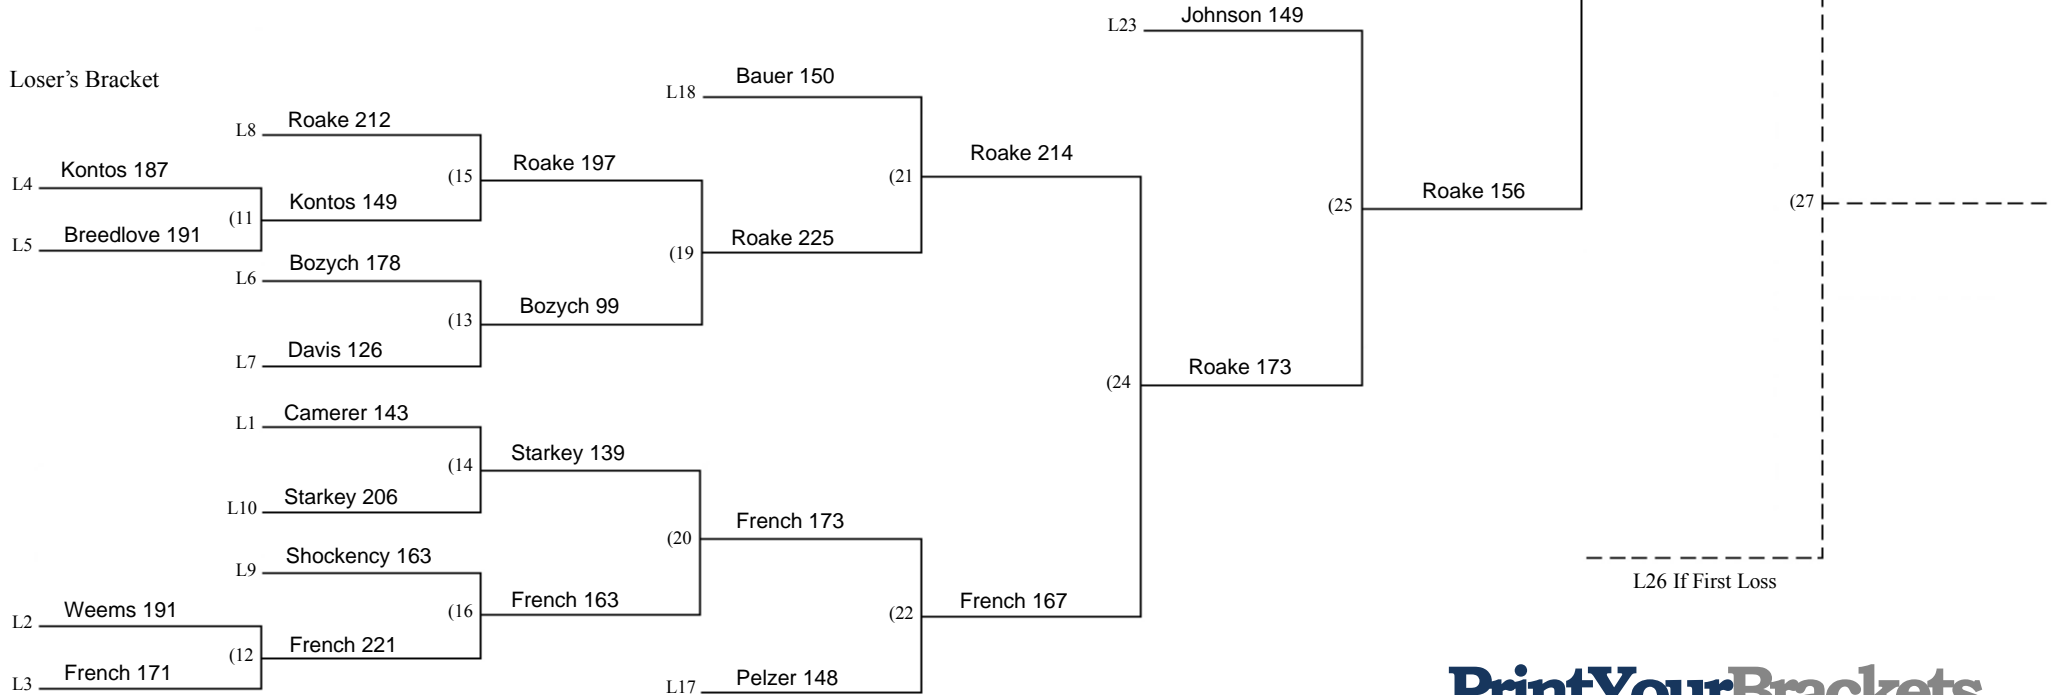 Johnson 149
L23
Loser’s Bracket
Bauer 150
L18
Roake 212
L8
Kontos 187
L4
Roake 197
(15
Roake 214
(21
Kontos 149
(11
Breedlove 191
L5
Roake 156
(25
(27
Roake 225
(19
Bozych 178
L6
Bozych 99
(13
Davis 126
L7
Roake 173
(24
Camerer 143
L1
Starkey 139
(14
Starkey 206
L10
French 173
(20
Shockency 163
L9
L26 If First Loss
Weems 191
L2
French 163
(16
French 167
(22
French 221
(12
French 171
L3
Pelzer 148
L17
PrintYourBrackets